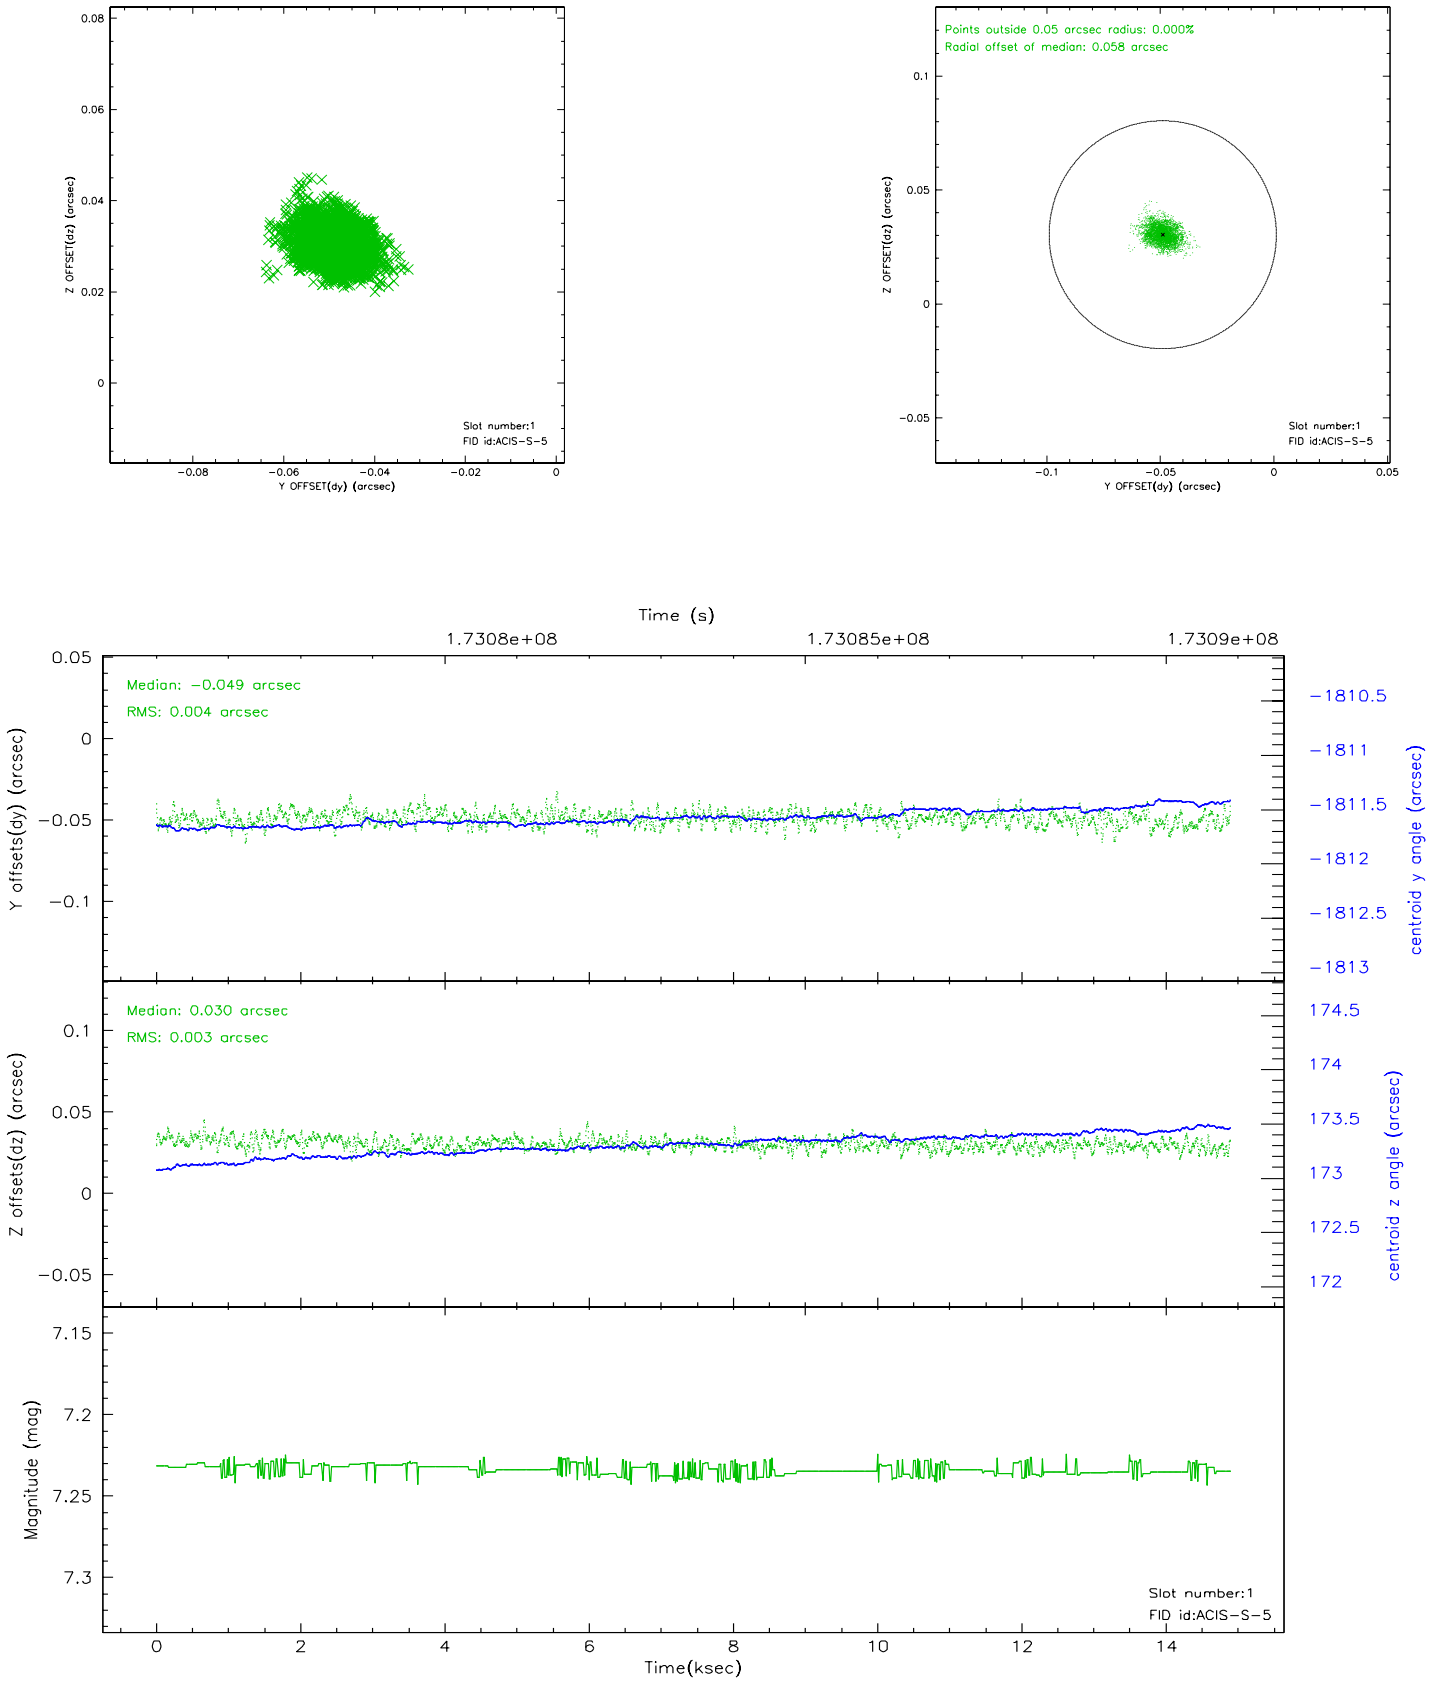 0.08
0.06
0.04
0.02
0
Z OFFSET(dz) (arcsec)
Slot number:1
FID id:ACIS-S-5
-0.08
-0.06
-0.04
-0.02
0
Y OFFSET(dy) (arcsec)
Points outside 0.05 arcsec radius: 0.000%
Radial offset of median: 0.058 arcsec
0.1
0.05
0
-0.05
Z OFFSET(dz) (arcsec)
Slot number:1
FID id:ACIS-S-5
-0.1
-0.05
0
0.05
Y OFFSET(dy) (arcsec)
Time (s)
1.7308e+08
1.73085e+08
1.7309e+08
0.05
0
-0.05
-0.1
Y offsets(dy) (arcsec)
Median: -0.049 arcsec
RMS: 0.004 arcsec
-1810.5
-1811
-1811.5
-1812
-1812.5
-1813
centroid y angle (arcsec)
0.1
0.05
0
-0.05
Z offsets(dz) (arcsec)
Median: 0.030 arcsec
RMS: 0.003 arcsec
174.5
174
173.5
173
172.5
172
centroid z angle (arcsec)
7.15
7.2
7.25
7.3
Magnitude (mag)
Slot number:1
FID id:ACIS-S-5
0
2
4
6
8
10
12
14
Time(ksec)